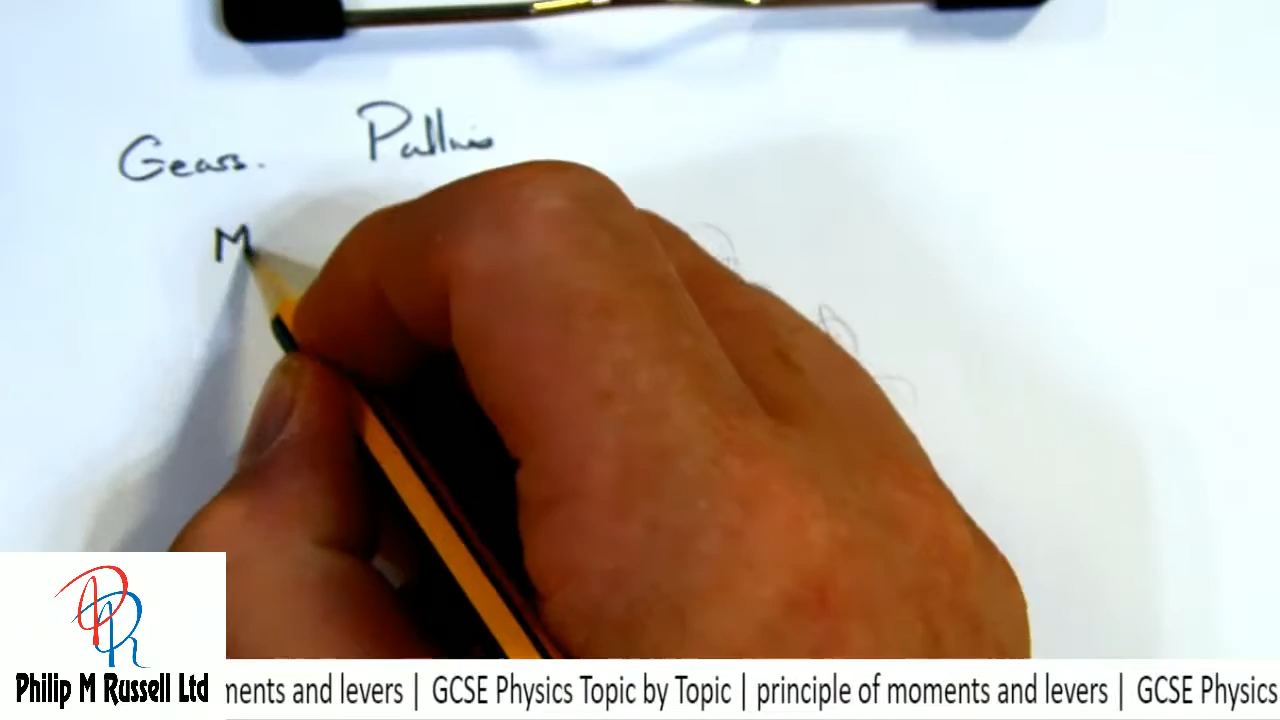 Gears. Pullies
M
Philip M Russell Ltd
ments and levers | GCSE Physics Topic by Topic | principle of moments and levers | GCSE Physics